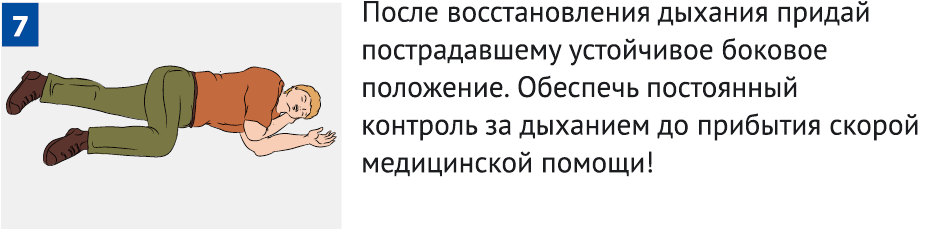 7
После восстановления дыхания придай
пострадавшему устойчивое боковое
положение. Обеспечь постоянный
контроль за дыханием до прибытия скорой
медицинской помощи!